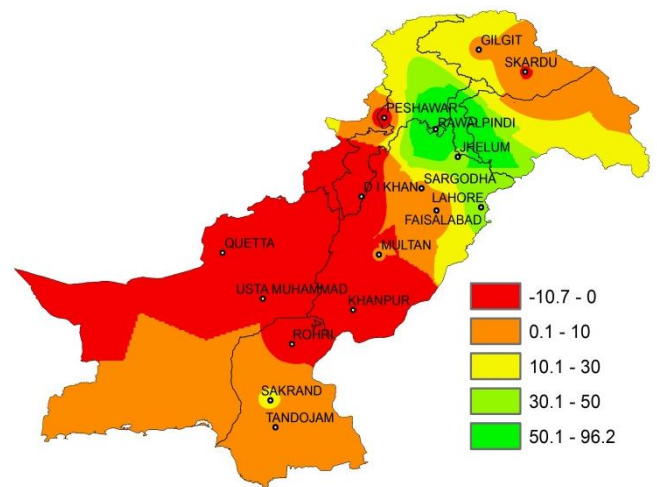 GILGIT
SKARDU
PESHAWAR
RAWALPINDI
JHELUM
SARGODHA
D I KHAN
LAHORE
FAISALABAD
MULTAN
QUETTA
USTA MUHAMMAD
KHANPUR
ROHRI
SAKRAND
TANDOJAM
-10.7 - 0
0.1 - 10
10.1 - 30
30.1 - 50
50.1 - 96.2